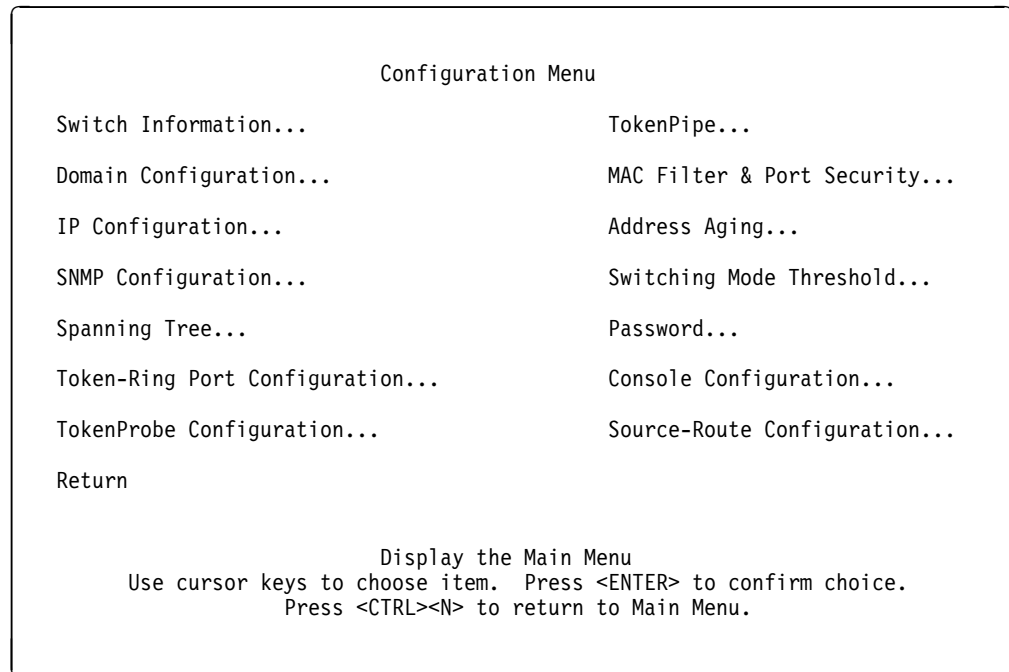 Configuration Menu
Switch Information... TokenPipe...
Domain Configuration... MAC Filter & Port Security...
IP Configuration... Address Aging...
SNMP Configuration... Switching Mode Threshold...
Spanning Tree... Password...
Token-Ring Port Configuration... Console Configuration...
TokenProbe Configuration... Source-Route Configuration...
Return
Display the Main Menu
Use cursor keys to choose item. Press <ENTER> to confirm choice.
Press <CTRL><N> to return to Main Menu.